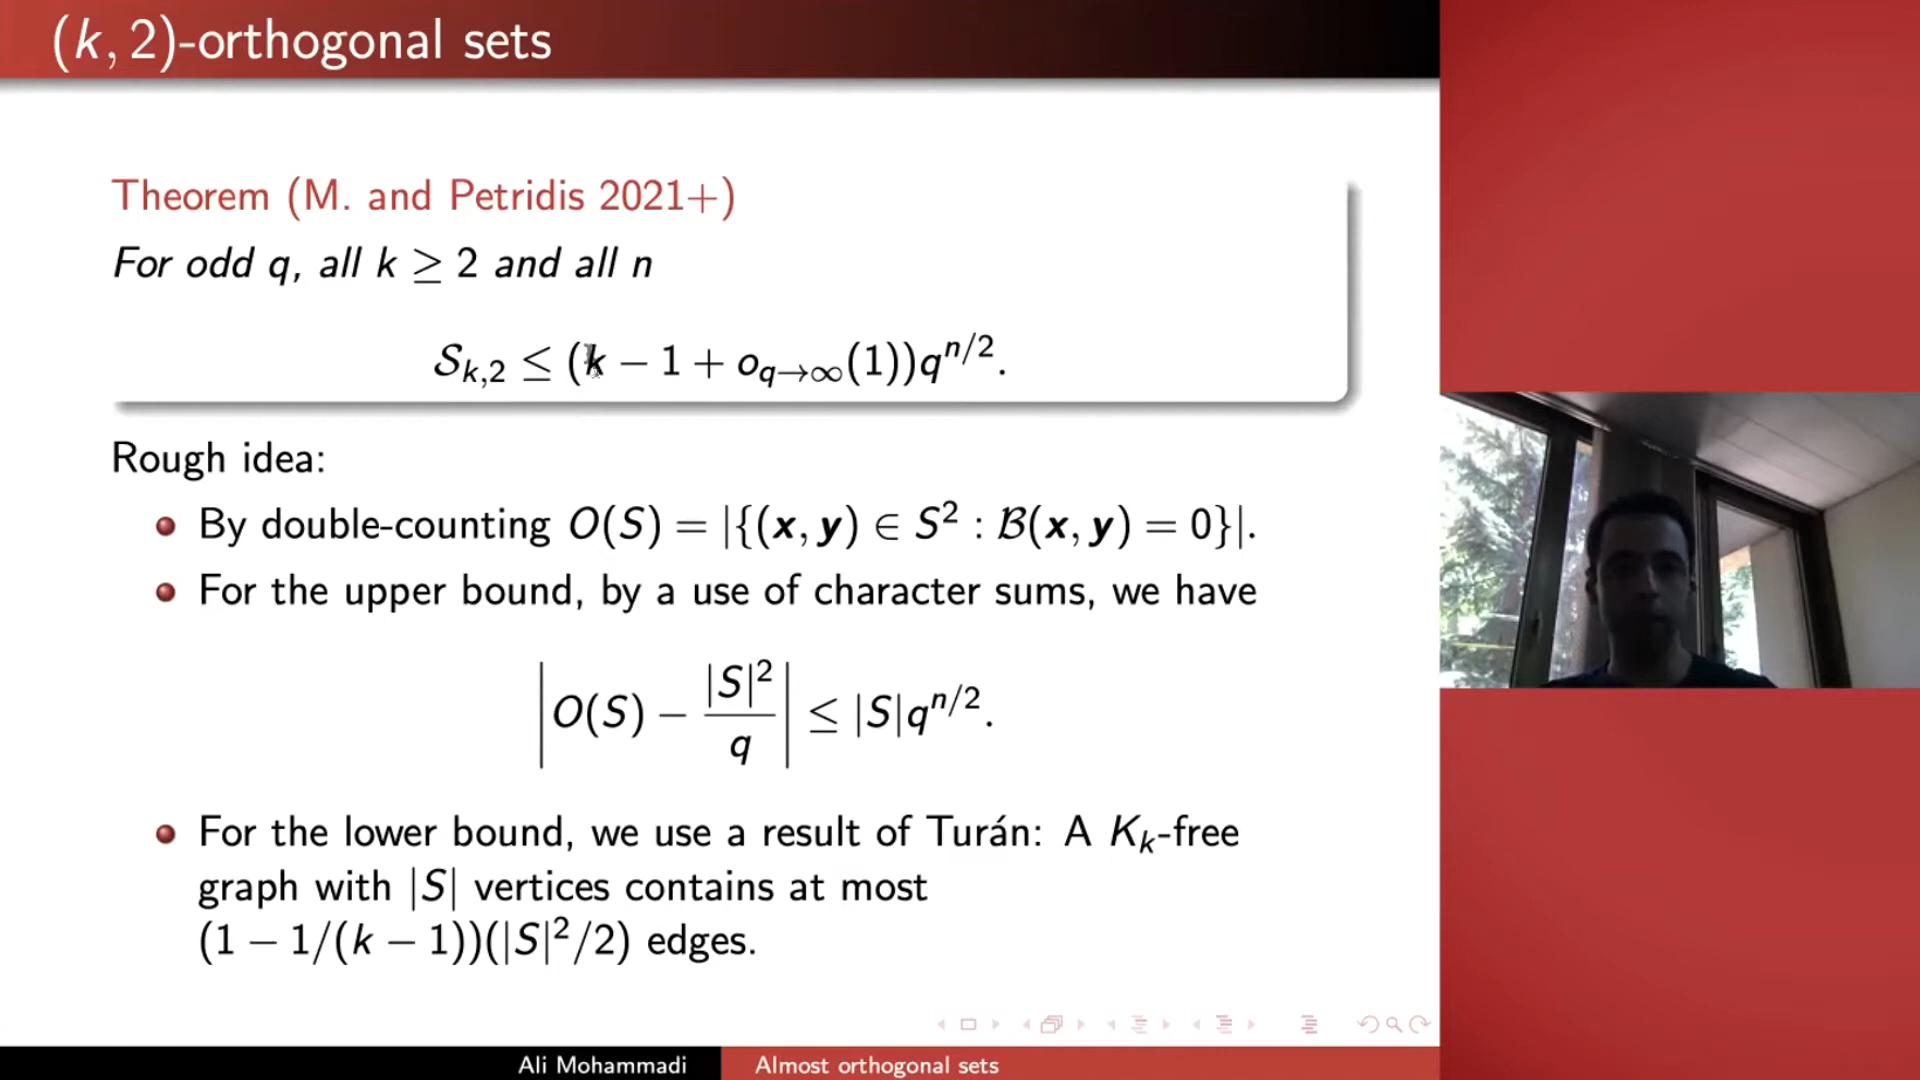 (k, 2)-orthogonal sets
Theorem (M. and Petridis 2021+)
For odd q, all k ≥ 2 and all n
𝒮ₖ,₂ ≤ (k − 1 + o_{q→∞}(1))q^{n/2}.
Rough idea:
By double-counting O(S) = |{(x, y) ∈ S² : ℬ(x, y) = 0}|.
For the upper bound, by a use of character sums, we have
|O(S) − |S|²/q| ≤ |S|q^{n/2}.
For the lower bound, we use a result of Turán: A Kₖ-free
graph with |S| vertices contains at most
(1 − 1/(k − 1))(|S|²/2) edges.
Ali Mohammadi
Almost orthogonal sets